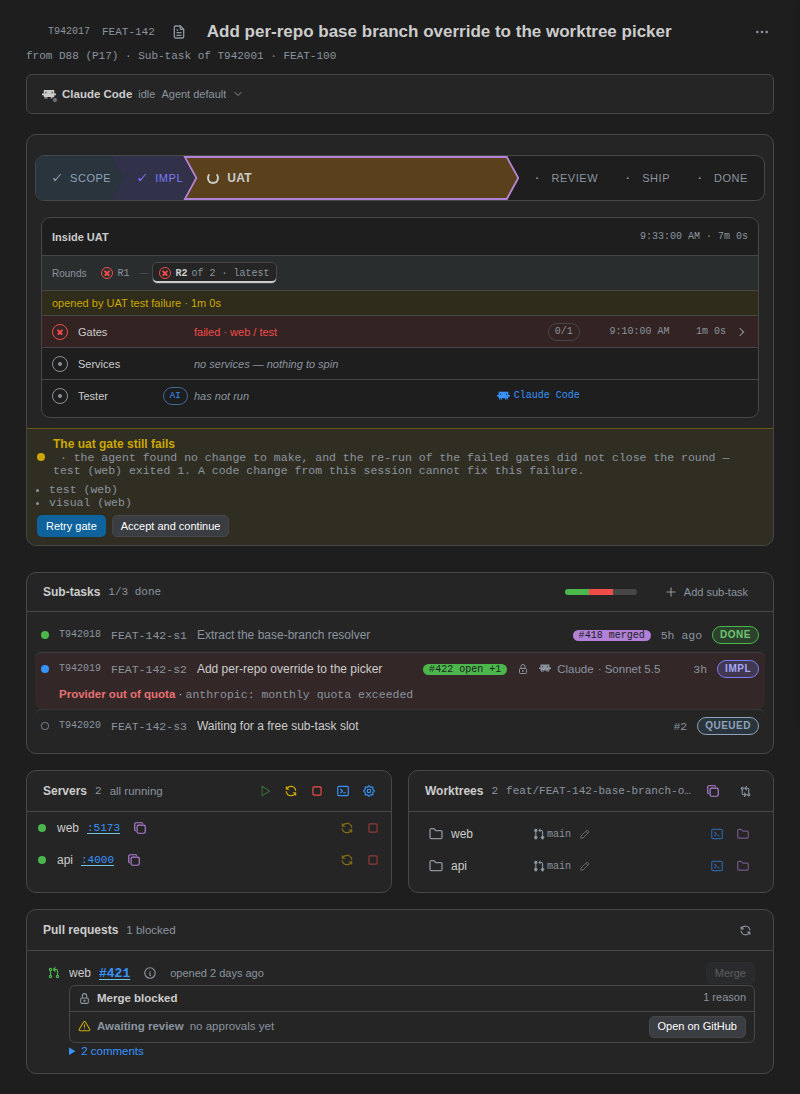 T942017 FEAT-142 Add per-repo base branch override to the worktree picker
from D88 (P17) · Sub-task of T942001 · FEAT-100
Claude Code idle Agent default
SCOPE IMPL UAT · REVIEW · SHIP · DONE
Inside UAT 9:33:00 AM · 7m 0s
Rounds R1 — R2 of 2 · latest
opened by UAT test failure · 1m 0s
Gates failed · web / test 0/1 9:10:00 AM 1m 0s
Services no services — nothing to spin
Tester AI has not run Claude Code
The uat gate still fails
· the agent found no change to make, and the re-run of the failed gates did not close the round —
test (web) exited 1. A code change from this session cannot fix this failure.
• test (web)
• visual (web)
Retry gate Accept and continue
Sub-tasks 1/3 done + Add sub-task
T942018 FEAT-142-s1 Extract the base-branch resolver #418 merged 5h ago DONE
T942019 FEAT-142-s2 Add per-repo override to the picker #422 open +1 Claude · Sonnet 5.5 3h IMPL
Provider out of quota · anthropic: monthly quota exceeded
T942020 FEAT-142-s3 Waiting for a free sub-task slot #2 QUEUED
Servers 2 all running
web :5173
api :4000
Worktrees 2 feat/FEAT-142-base-branch-o…
web main
api main
Pull requests 1 blocked
web #421 opened 2 days ago Merge
Merge blocked 1 reason
Awaiting review no approvals yet Open on GitHub
2 comments